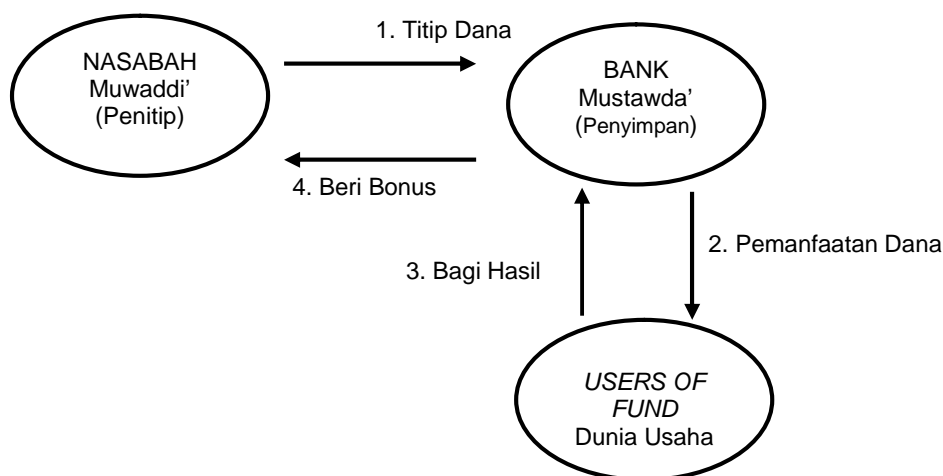 1. Titip Dana
NASABAH
Muwaddi’
(Penitip)
BANK
Mustawda’
(Penyimpan)
4. Beri Bonus
2. Pemanfaatan Dana
3. Bagi Hasil
USERS OF
FUND
Dunia Usaha